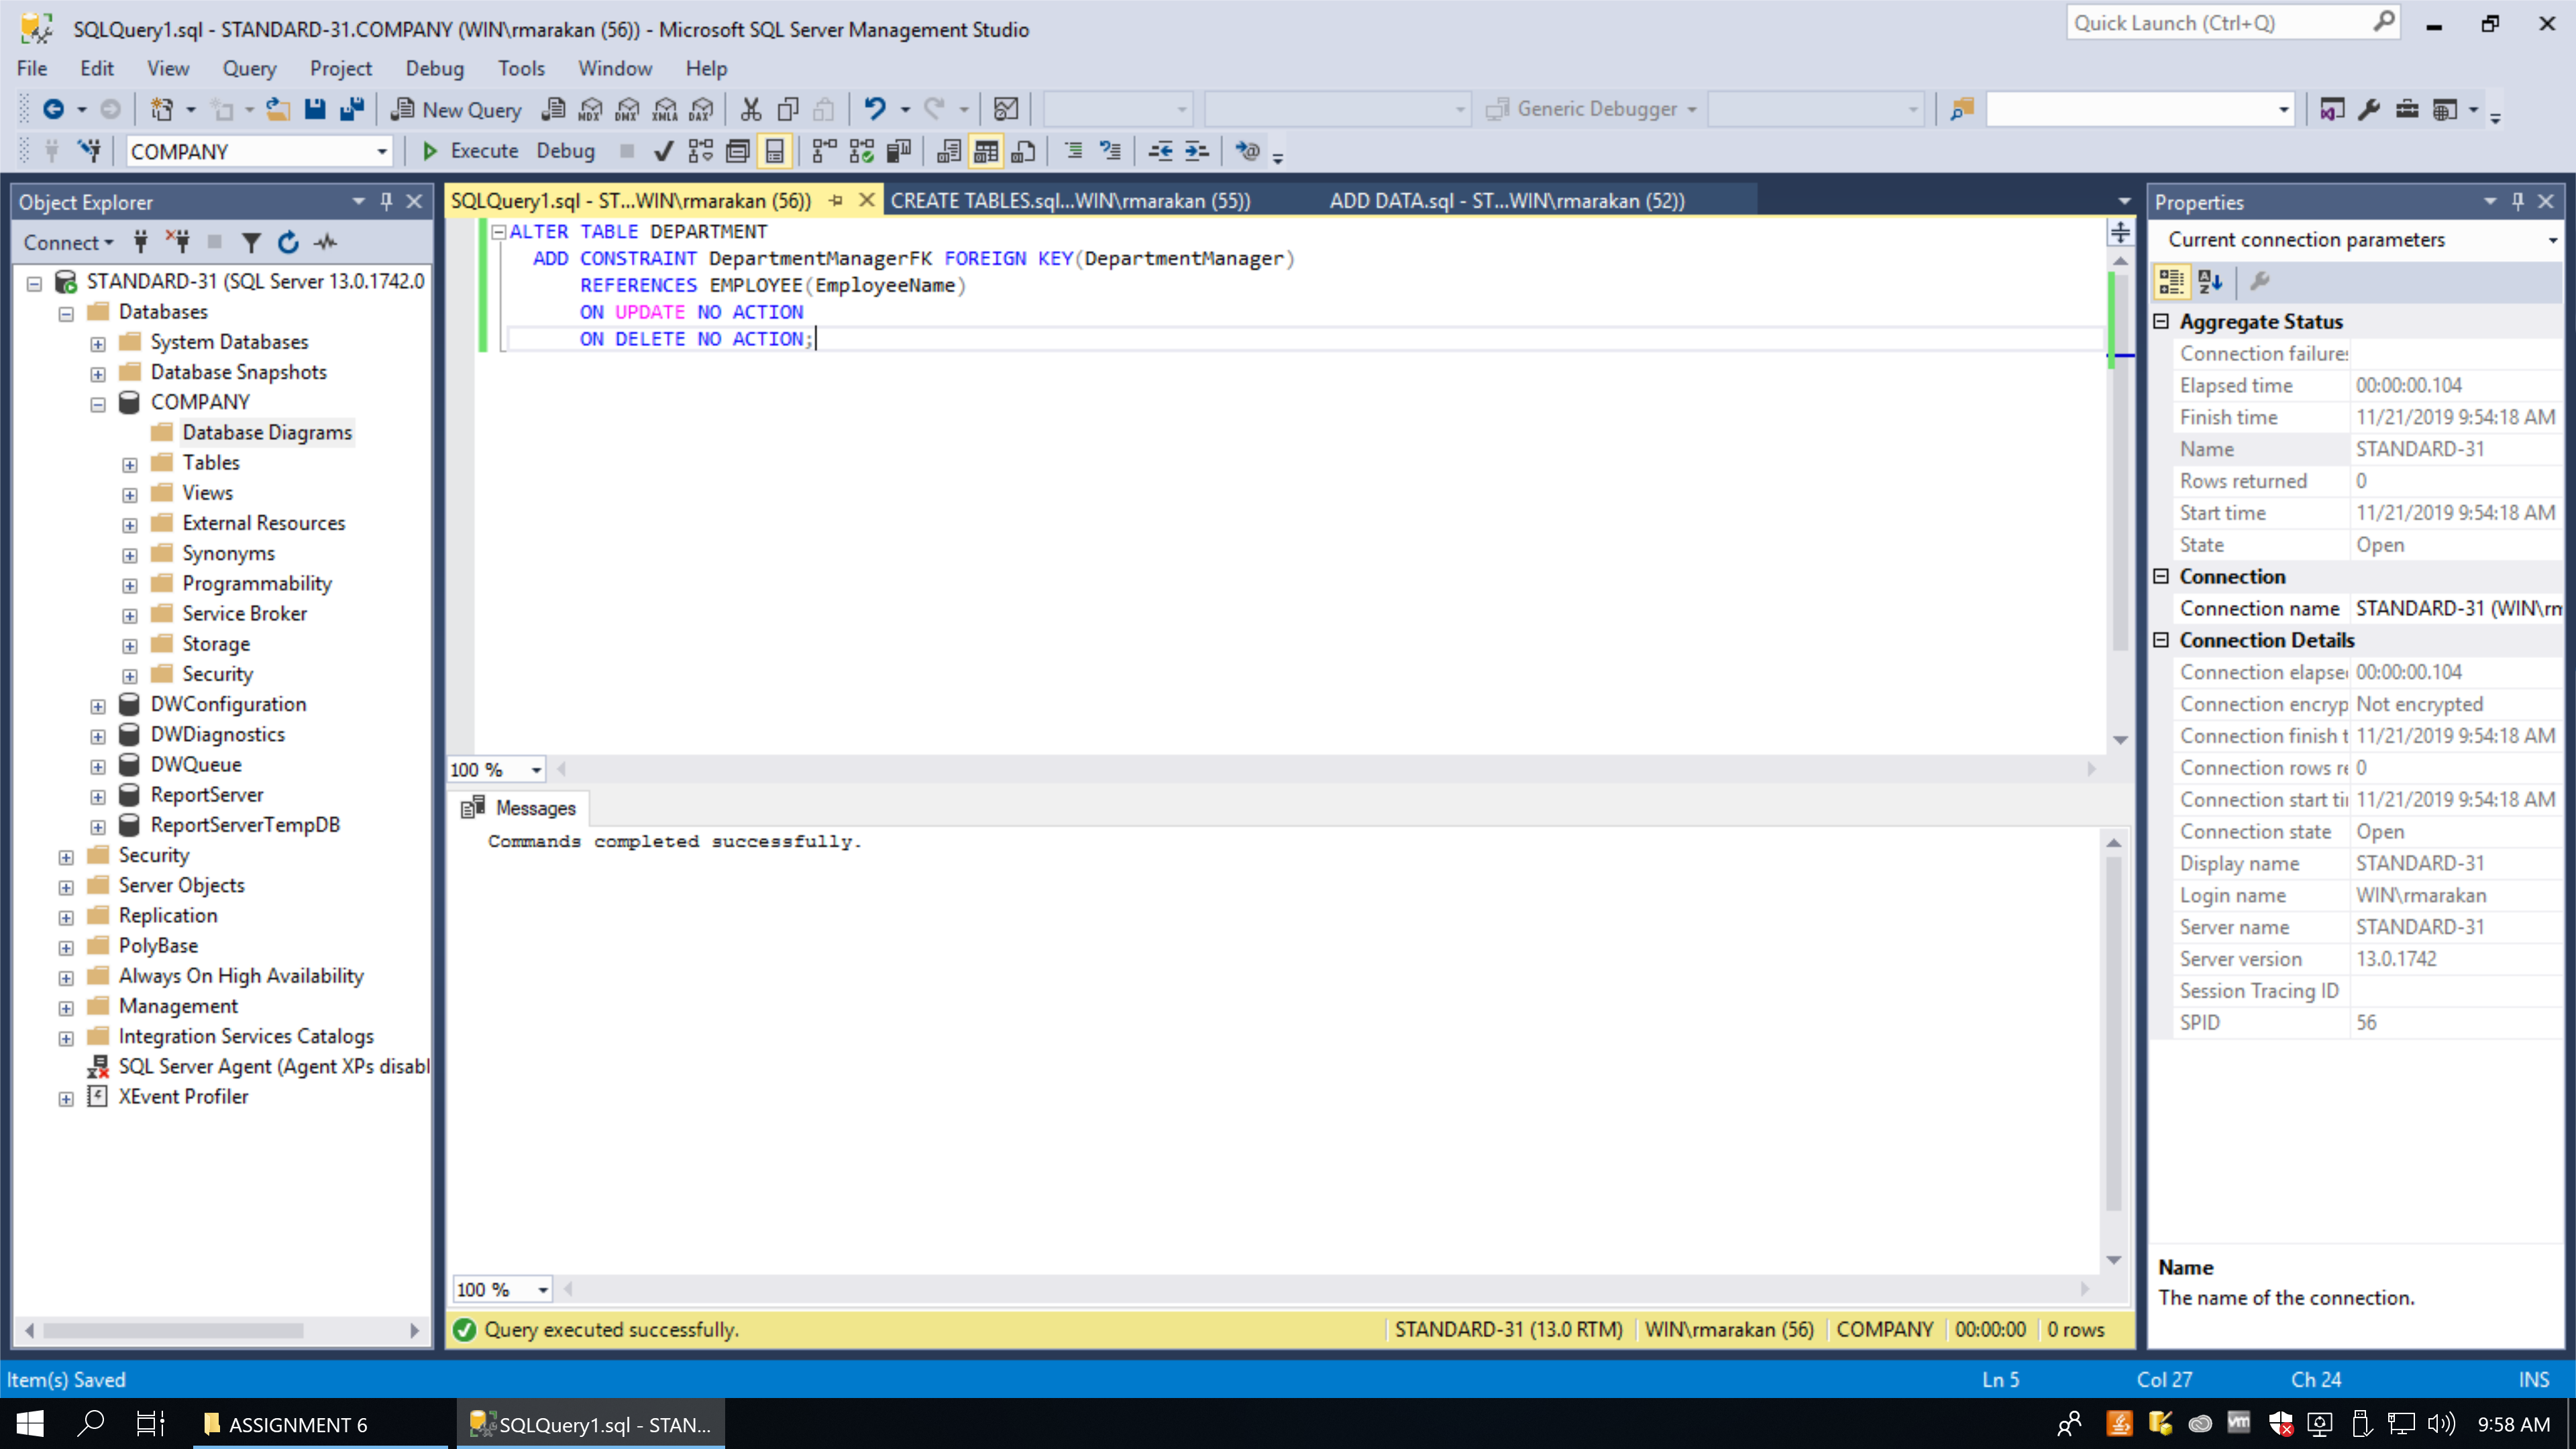 SQLQuery1.sql - STANDARD-31.COMPANY (WIN\rmarakan (56)) - Microsoft SQL Server Management Studio
Quick Launch (Ctrl+Q)
File Edit View Query Project Debug Tools Window Help
New Query MDX DMX XMLA DAX Generic Debugger
COMPANY Execute Debug
Object Explorer
Connect
STANDARD-31 (SQL Server 13.0.1742.0
Databases
System Databases
Database Snapshots
COMPANY
Database Diagrams
Tables
Views
External Resources
Synonyms
Programmability
Service Broker
Storage
Security
DWConfiguration
DWDiagnostics
DWQueue
ReportServer
ReportServerTempDB
Security
Server Objects
Replication
PolyBase
Always On High Availability
Management
Integration Services Catalogs
SQL Server Agent (Agent XPs disabl
XEvent Profiler
SQLQuery1.sql - ST...WIN\rmarakan (56)) CREATE TABLES.sql...WIN\rmarakan (55)) ADD DATA.sql - ST...WIN\rmarakan (52))
ALTER TABLE DEPARTMENT
ADD CONSTRAINT DepartmentManagerFK FOREIGN KEY(DepartmentManager)
REFERENCES EMPLOYEE(EmployeeName)
ON UPDATE NO ACTION
ON DELETE NO ACTION;
100 %
Messages
Commands completed successfully.
100 %
Query executed successfully. STANDARD-31 (13.0 RTM) WIN\rmarakan (56) COMPANY 00:00:00 0 rows
Properties
Current connection parameters
Aggregate Status
Connection failure
Elapsed time 00:00:00.104
Finish time 11/21/2019 9:54:18 AM
Name STANDARD-31
Rows returned 0
Start time 11/21/2019 9:54:18 AM
State Open
Connection
Connection name STANDARD-31 (WIN\rm
Connection Details
Connection elapse 00:00:00.104
Connection encryp Not encrypted
Connection finish t 11/21/2019 9:54:18 AM
Connection rows re 0
Connection start ti 11/21/2019 9:54:18 AM
Connection state Open
Display name STANDARD-31
Login name WIN\rmarakan
Server name STANDARD-31
Server version 13.0.1742
Session Tracing ID
SPID 56
Name
The name of the connection.
Item(s) Saved Ln 5 Col 27 Ch 24 INS
ASSIGNMENT 6 SQLQuery1.sql - STAN... vm 9:58 AM